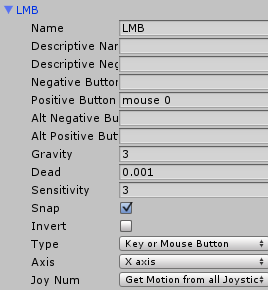 LMB
Name LMB
Descriptive Nar
Descriptive Neg
Negative Button
Positive Button mouse 0
Alt Negative Bu
Alt Positive But
Gravity 3
Dead 0.001
Sensitivity 3
Snap
Invert
Type Key or Mouse Button
Axis X axis
Joy Num Get Motion from all Joystic